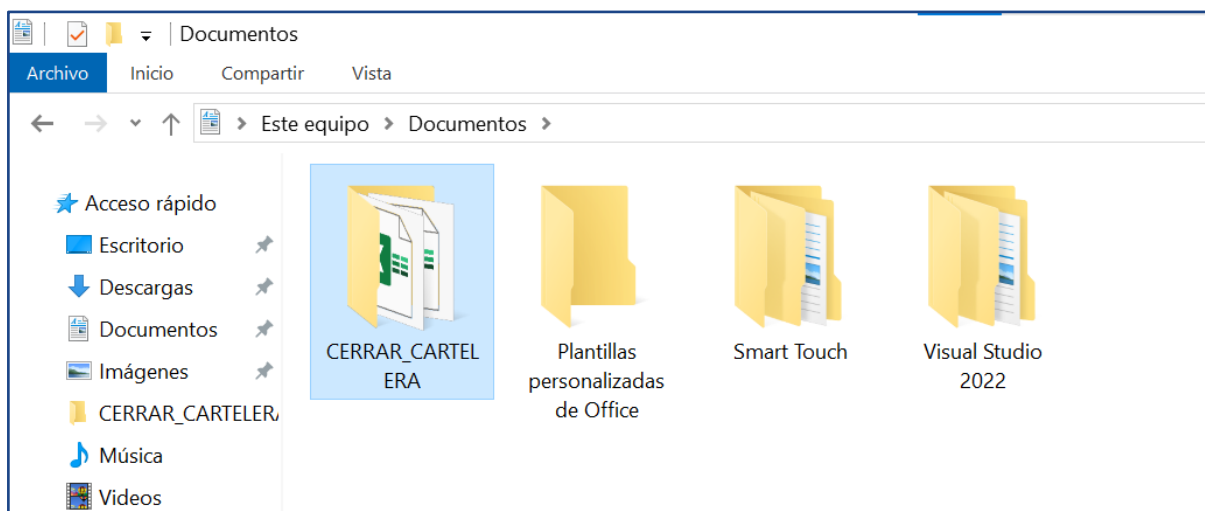 Documentos
Archivo Inicio Compartir Vista
Este equipo > Documentos >
Acceso rápido
Escritorio
Descargas
Documentos
Imágenes
CERRAR_CARTELER
Música
Videos
CERRAR_CARTEL
ERA
Plantillas
personalizadas
de Office
Smart Touch
Visual Studio
2022